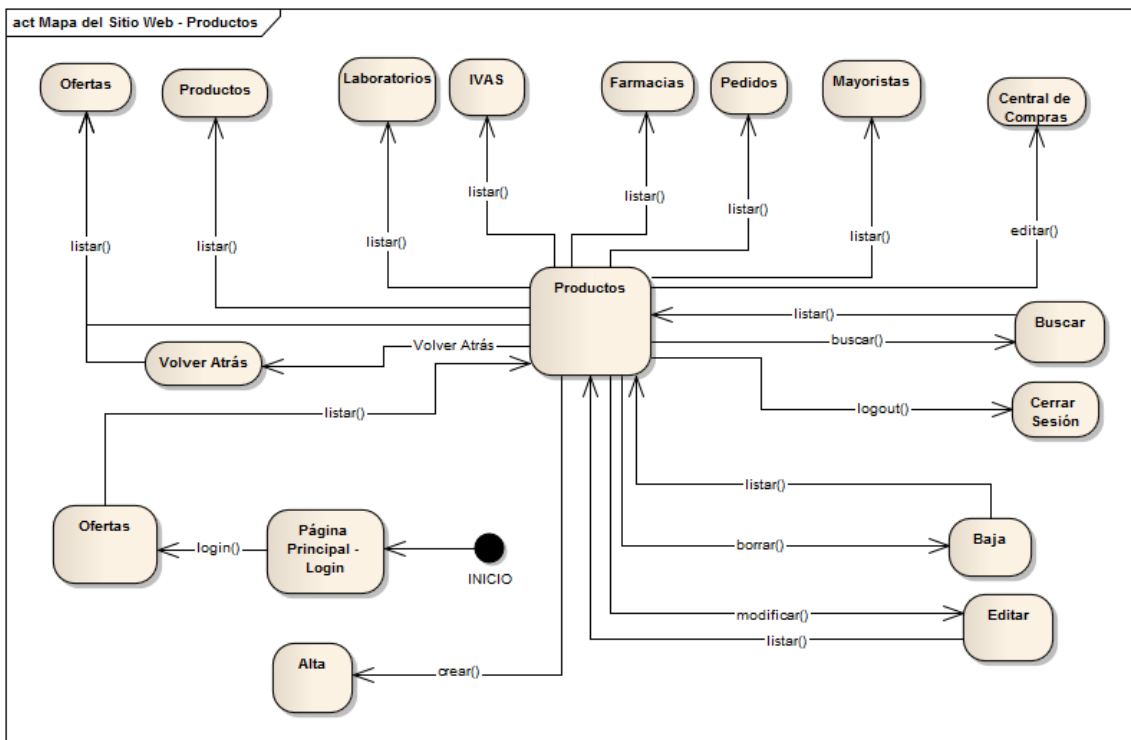 act Mapa del Sitio Web - Productos
Ofertas
Productos
Laboratorios
IVAS
Farmacias
Pedidos
Mayoristas
Central de
Compras
listar()
listar()
listar()
listar()
listar()
listar()
listar()
editar()
Productos
listar()
Buscar
buscar()
Volver Atrás
Volver Atrás
listar()
logout()
Cerrar
Sesión
listar()
Ofertas
login()
Página
Principal -
Login
INICIO
borrar()
Baja
modificar()
Editar
listar()
Alta
crear()